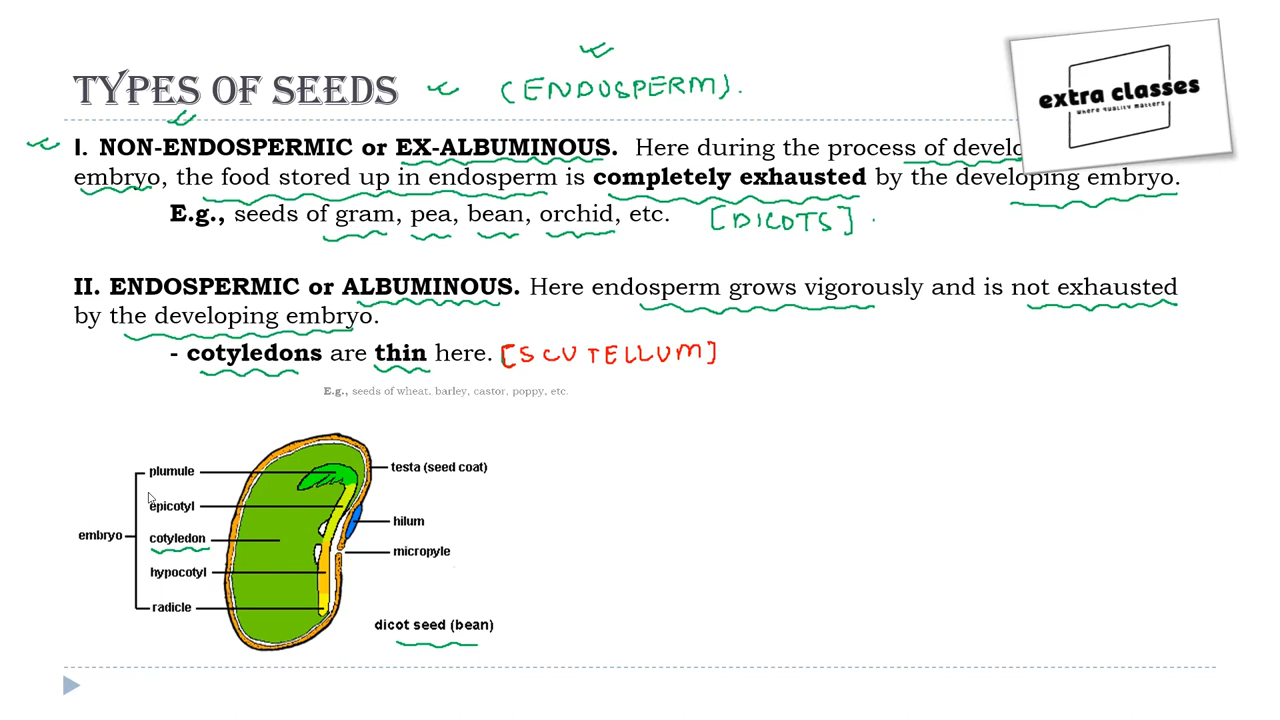 TYPES OF SEEDS (ENDOSPERM).
extra classes
where quality matters
I. NON-ENDOSPERMIC or EX-ALBUMINOUS. Here during the process of develo
embryo, the food stored up in endosperm is completely exhausted by the developing embryo.
E.g., seeds of gram, pea, bean, orchid, etc. [DICOTS].
II. ENDOSPERMIC or ALBUMINOUS. Here endosperm grows vigorously and is not exhausted
by the developing embryo.
- cotyledons are thin here. [SCUTELLUM]
E.g., seeds of wheat, barley, castor, poppy, etc.
plumule
testa (seed coat)
epicotyl
hilum
embryo
cotyledon
micropyle
hypocotyl
radicle
dicot seed (bean)